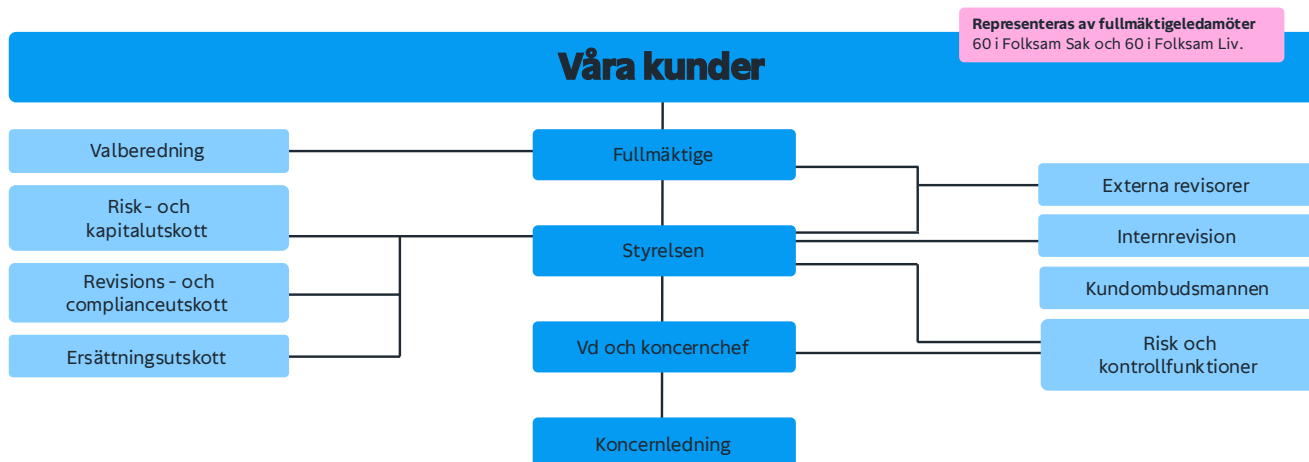 Representeras av fullmäktigeledamöter
60 i Folksam Sak och 60 i Folksam Liv.
Våra kunder
Valberedning
Fullmäktige
Externa revisorer
Risk- och
kapitalutskott
Styrelsen
Internrevision
Revisions- och
complianceutskott
Kundombudsmannen
Ersättningsutskott
Vd och koncernchef
Risk och
kontrollfunktioner
Koncernledning